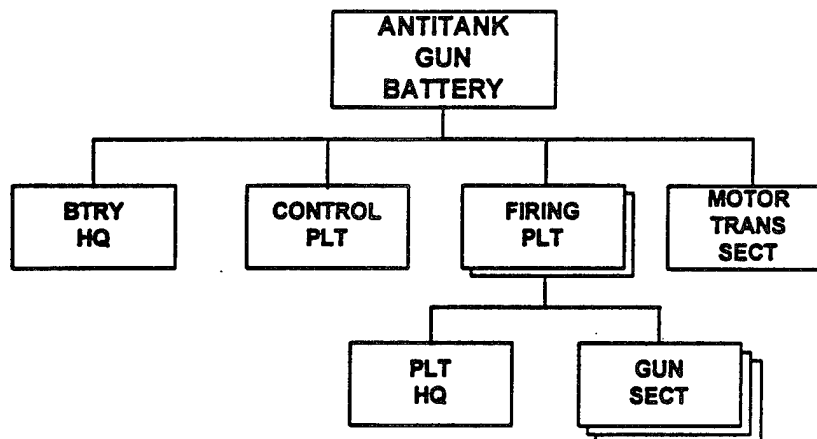 ANTITANK
GUN
BATTERY
BTRY
HQ
CONTROL
PLT
FIRING
PLT
MOTOR
TRANS
SECT
PLT
HQ
GUN
SECT